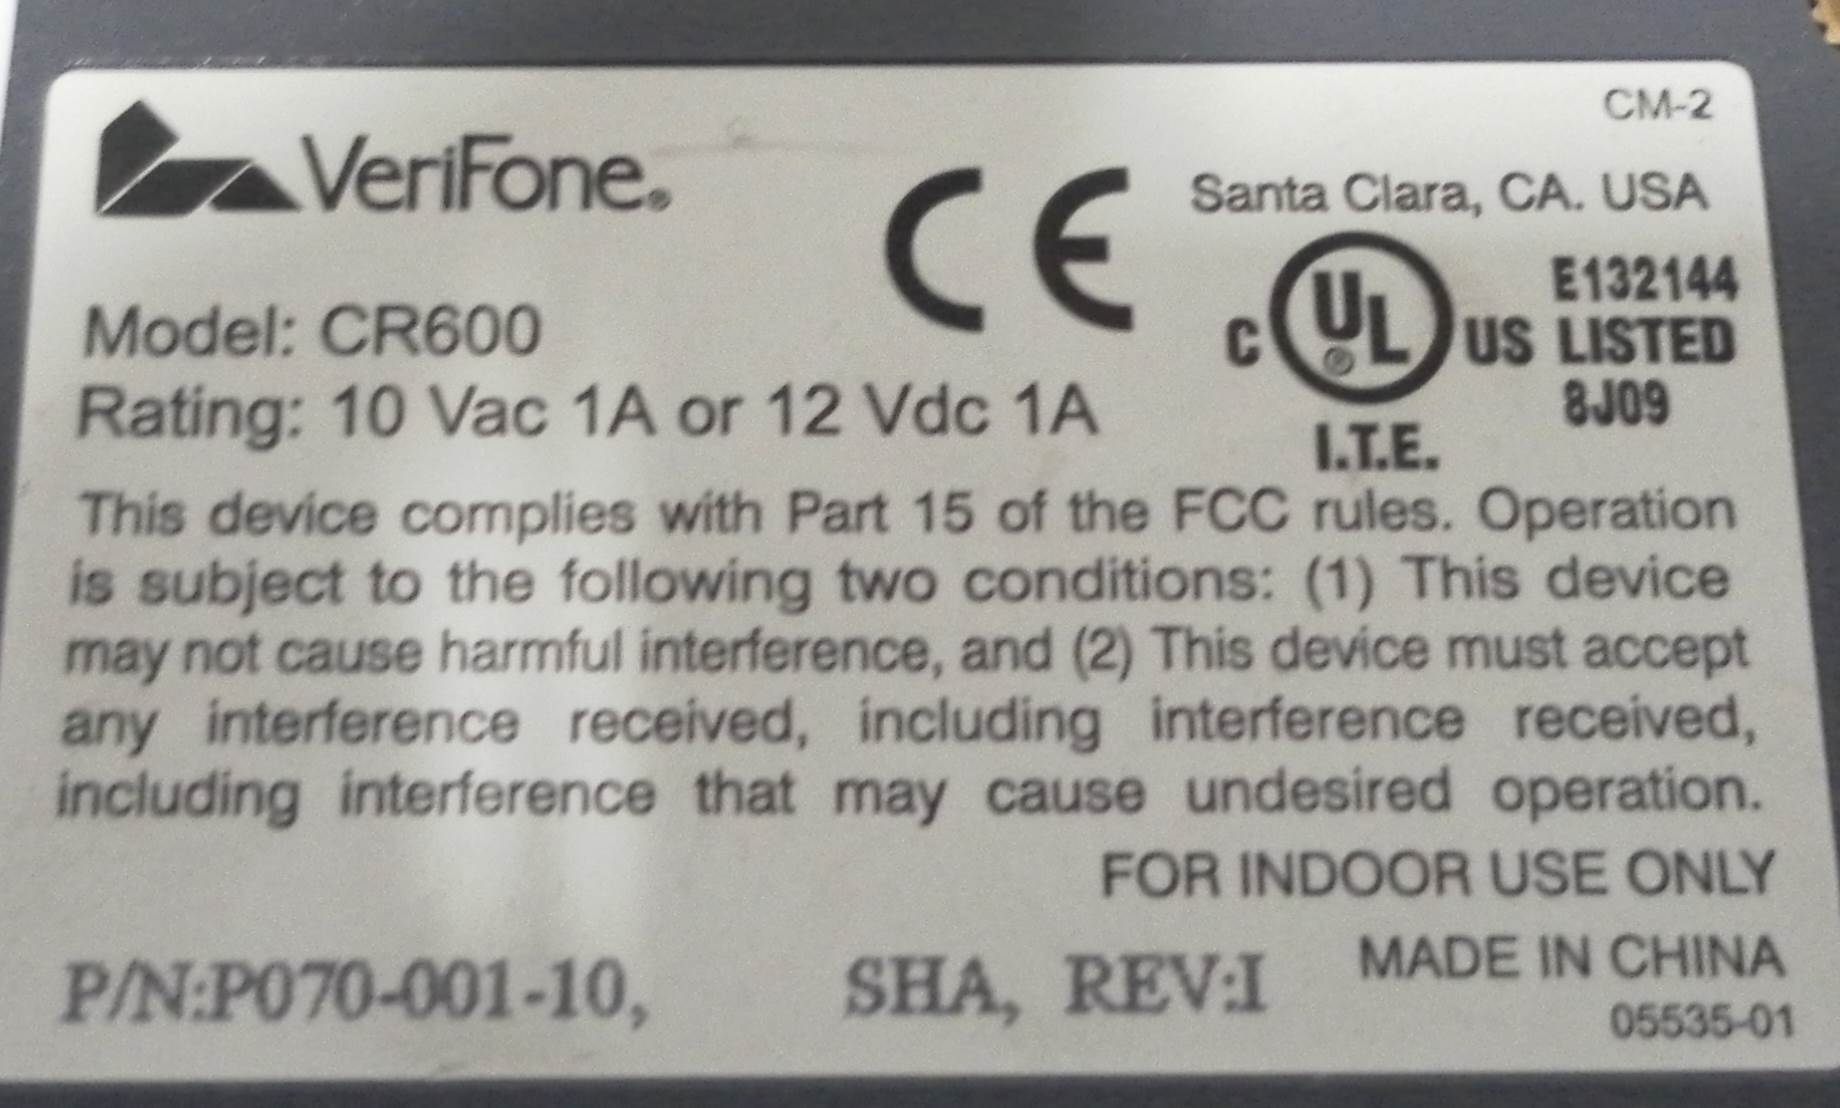 CM-2
VeriFone®
CE
Santa Clara, CA. USA
C UL® US
E132144
LISTED
8J09
I.T.E.
Model: CR600
Rating: 10 Vac 1A or 12 Vdc 1A
This device complies with Part 15 of the FCC rules. Operation
is subject to the following two conditions: (1) This device
may not cause harmful interference, and (2) This device must accept
any interference received, including interference received,
including interference that may cause undesired operation.
FOR INDOOR USE ONLY
P/N:P070-001-10, SHA, REV:I
MADE IN CHINA
05535-01